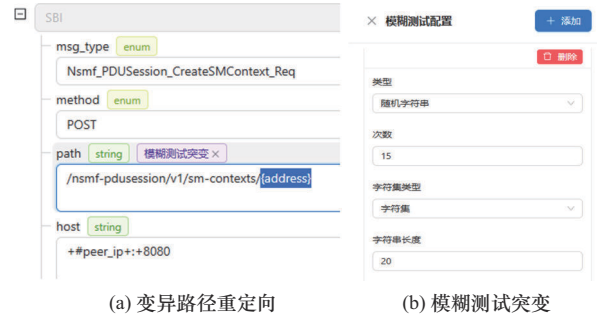 SBI
msg_type enum
Nsmf_PDUSession_CreateSMContext_Req
method enum
POST
path string 模糊测试突变 ×
/nsmf-pdusession/v1/sm-contexts/{address}
host string
+#peer_ip+:+8080
(a) 变异路径重定向
× 模糊测试配置 + 添加
删除
类型
随机字符串
次数
15
字符集类型
字符集
字符串长度
20
(b) 模糊测试突变